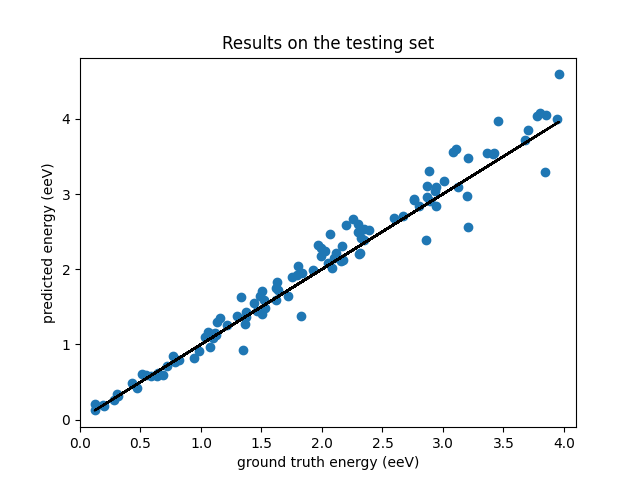 Results on the testing set
predicted energy (eeV)
4
3
2
1
0
0.0 0.5 1.0 1.5 2.0 2.5 3.0 3.5 4.0
ground truth energy (eeV)